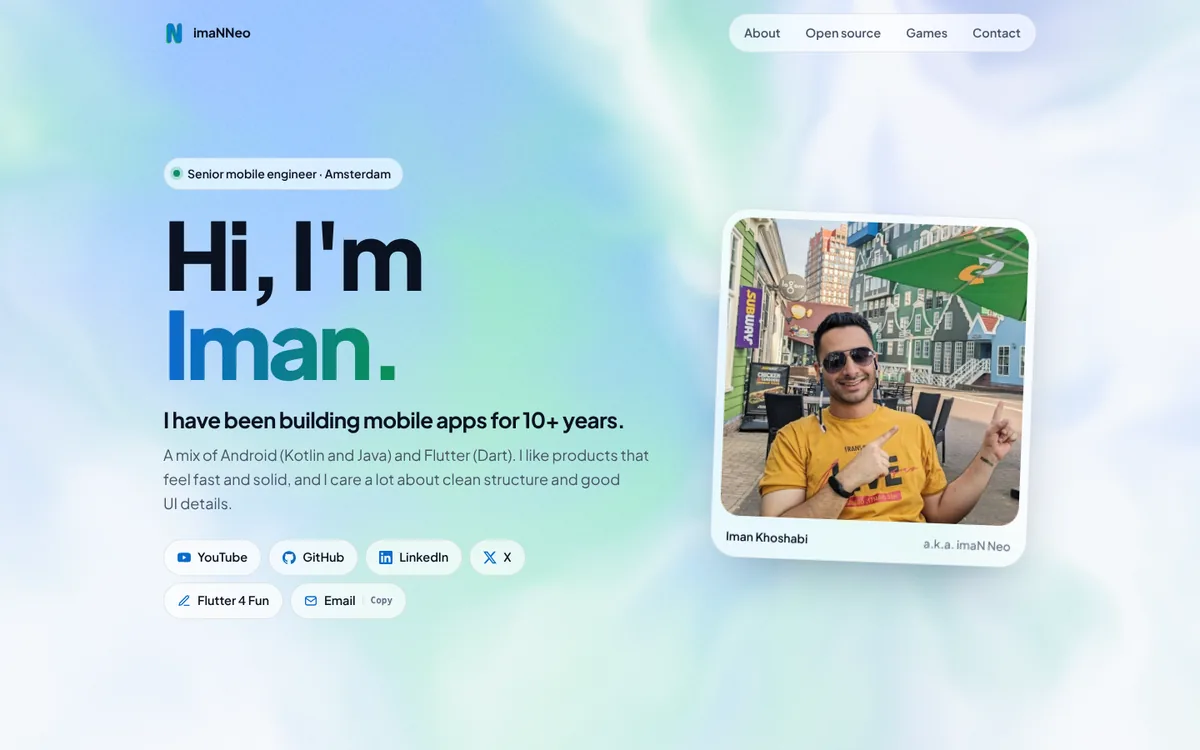 N imaNNeo
About Open source Games Contact
Senior mobile engineer · Amsterdam
Hi, I'm
Iman.
I have been building mobile apps for 10+ years.
A mix of Android (Kotlin and Java) and Flutter (Dart). I like products that
feel fast and solid, and I care a lot about clean structure and good
UI details.
YouTube GitHub LinkedIn X
Flutter 4 Fun Email Copy
SUBWAY
CHICKEN
Iman Khoshabi
a.k.a. imaN Neo